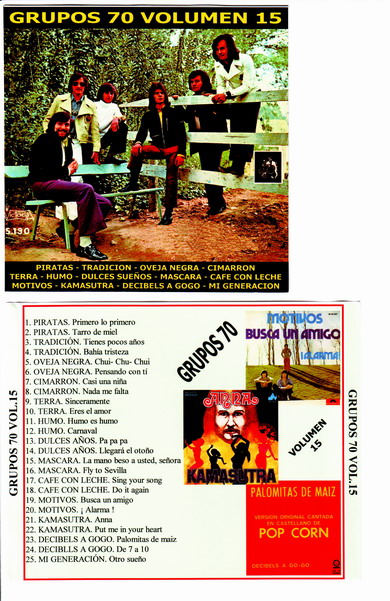 GRUPOS 70 VOLUMEN 15
5.190
PIRATAS - TRADICION - OVEJA NEGRA - CIMARRON
TERRA - HUMO - DULCES SUEÑOS - MASCARA - CAFE CON LECHE
MOTIVOS - KAMASUTRA - DECIBELS A GOGO - MI GENERACION
GRUPOS 70 VOL.15
1. PIRATAS. Primero lo primero
2. PIRATAS. Tarro de miel
3. TRADICIÓN. Tienes pocos años
4. TRADICIÓN. Bahía tristeza
5. OVEJA NEGRA. Chui- Chu- Chui
6. OVEJA NEGRA. Pensando con tí
7. CIMARRON. Casi una niña
8. CIMARRON. Nada me falta
9. TERRA. Sinceramente
10. TERRA. Eres el amor
11. HUMO. Humo es humo
12. HUMO. Carnaval
13. DULCES AÑOS. Pa pa pa
14. DULCES AÑOS. Llegará el otoño
15. MASCARA. La mano beso a usted, señora
16. MASCARA. Fly to Sevilla
17. CAFE CON LECHE. Sing your song
18. CAFE CON LECHE. Do it again
19. MOTIVOS. Busca un amigo
20. MOTIVOS. ¡ Alarma !
21. KAMASUTRA. Anna
22. KAMASUTRA. Put me in your heart
23. DECIBELS A GOGO. Palomitas de maiz
24. DECIBLLS A GOGO. De 7 a 10
25. MI GENERACIÓN. Otro sueño
GRUPOS 70
MOTIVOS
BUSCA UN AMIGO
¡ALARMA!
ANNA
KAMASUTRA
VOLUMEN
15
PALOMITAS DE MAIZ
VERSION ORIGINAL CANTADA
EN CASTELLANO DE
POP CORN
DECIBELS A GO-GO
GRUPOS 70 VOL.15